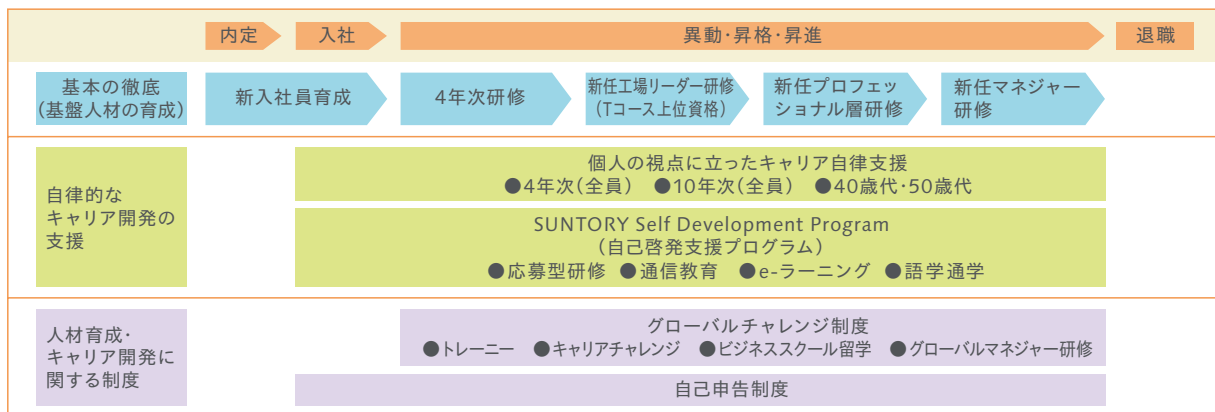 内定
入社
異動・昇格・昇進
退職
基本の徹底
(基盤人材の育成)
新入社員育成
4年次研修
新任工場リーダー研修
(Tコース上位資格)
新任プロフェッ
ショナル層研修
新任マネジャー
研修
自律的な
キャリア開発の
支援
個人の視点に立ったキャリア自律支援
●4年次(全員) ●10年次(全員) ●40歳代・50歳代
SUNTORY Self Development Program
(自己啓発支援プログラム)
●応募型研修 ●通信教育 ●e-ラーニング ●語学通学
人材育成・
キャリア開発に
関する制度
グローバルチャレンジ制度
●トレーニー ●キャリアチャレンジ ●ビジネススクール留学 ●グローバルマネジャー研修
自己申告制度